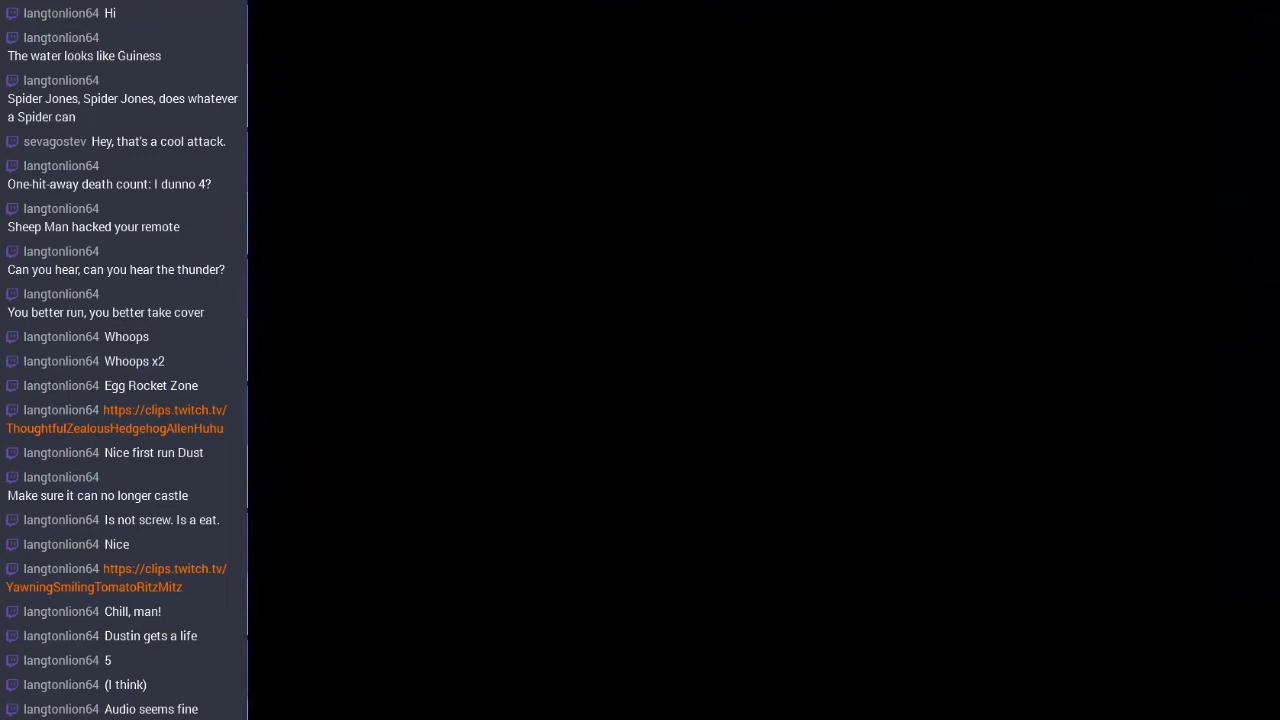 langtonlion64 Hi
langtonlion64
The water looks like Guiness
langtonlion64
Spider Jones, Spider Jones, does whatever
a Spider can
sevagostev Hey, that's a cool attack.
langtonlion64
One-hit-away death count: I dunno 4?
langtonlion64
Sheep Man hacked your remote
langtonlion64
Can you hear, can you hear the thunder?
langtonlion64
You better run, you better take cover
langtonlion64 Whoops
langtonlion64 Whoops x2
langtonlion64 Egg Rocket Zone
langtonlion64 https://clips.twitch.tv/
ThoughtfulZealousHedgehogAllenHuhu
langtonlion64 Nice first run Dust
langtonlion64
Make sure it can no longer castle
langtonlion64 Is not screw. Is a eat.
langtonlion64 Nice
langtonlion64 https://clips.twitch.tv/
YawningSmilingTomatoRitzMitz
langtonlion64 Chill, man!
langtonlion64 Dustin gets a life
langtonlion64 5
langtonlion64 (I think)
langtonlion64 Audio seems fine